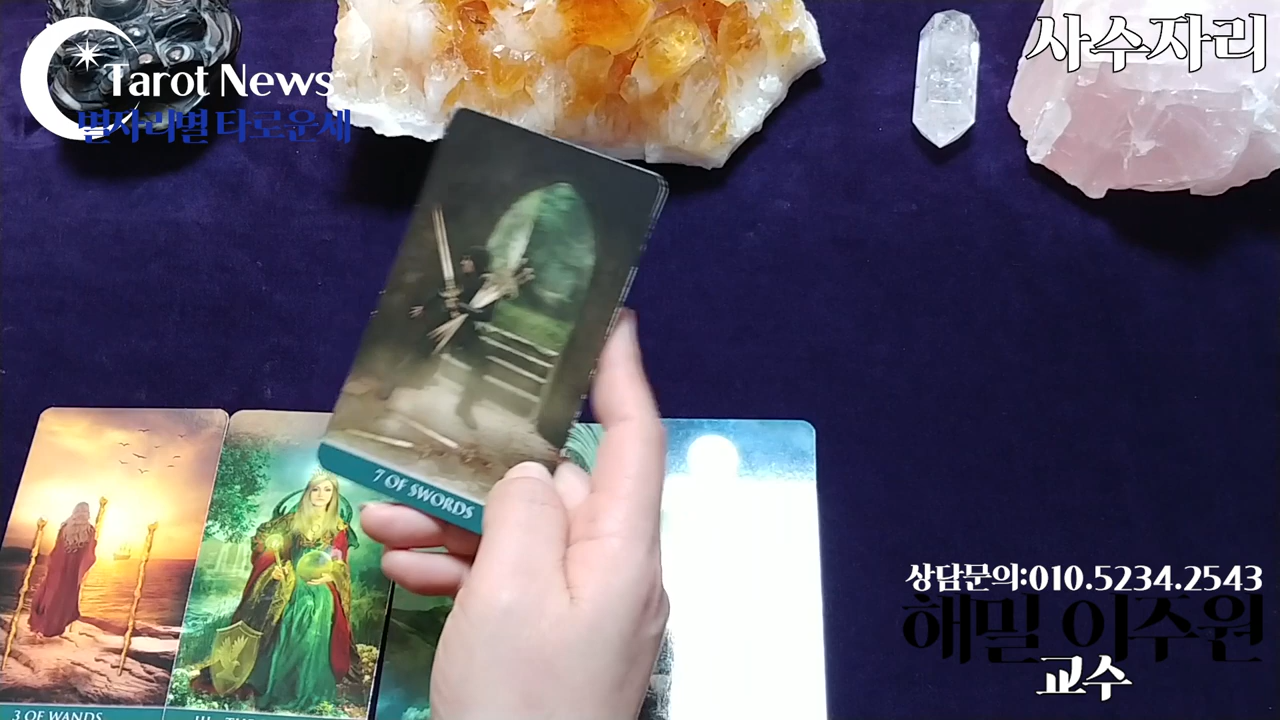 사수자리
Tarot News
별자리별 타로운세
7 OF SWORDS
3 OF WANDS
상담문의:010.5234.2543
해밀 이주원
교수